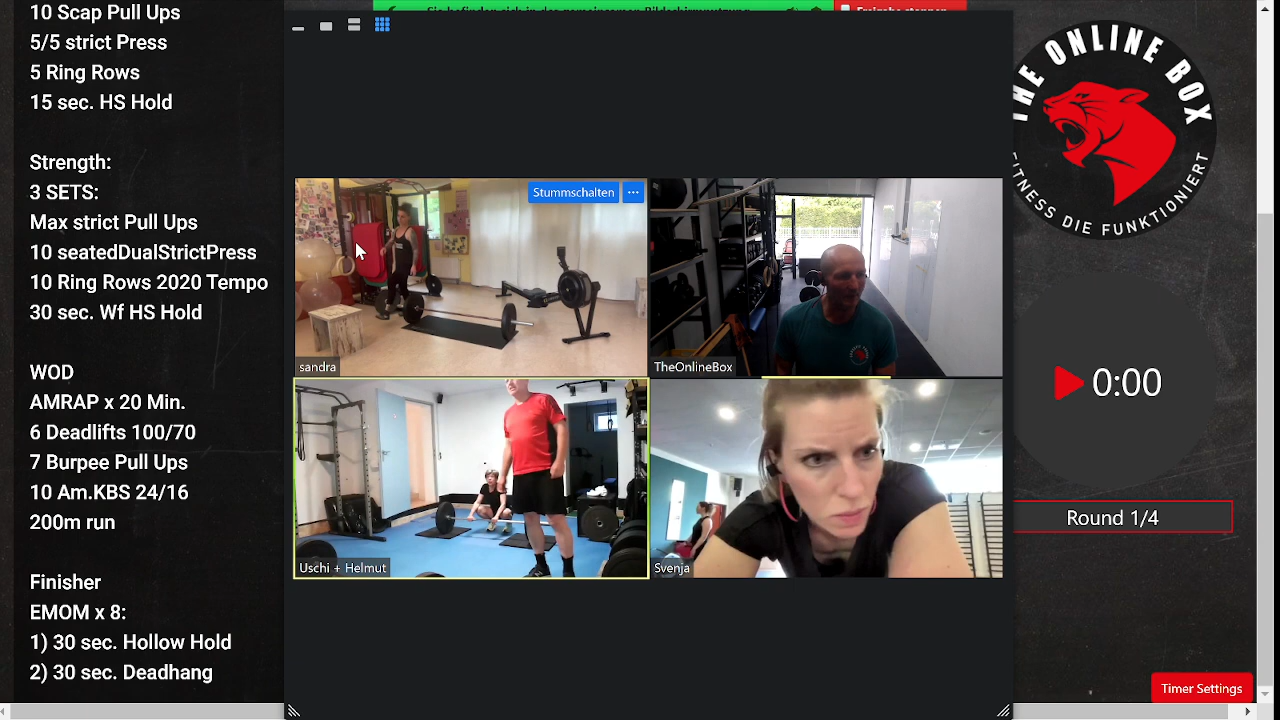 10 Scap Pull Ups
5/5 strict Press
5 Ring Rows
15 sec. HS Hold
Strength:
3 SETS:
Max strict Pull Ups
10 seatedDualStrictPress
10 Ring Rows 2020 Tempo
30 sec. Wf HS Hold
WOD
AMRAP x 20 Min.
6 Deadlifts 100/70
7 Burpee Pull Ups
10 Am.KBS 24/16
200m run
Finisher
EMOM x 8:
1) 30 sec. Hollow Hold
2) 30 sec. Deadhang
Stummschalten
sandra
TheOnlineBox
Uschi + Helmut
Svenja
THE ONLINE BOX
FITNESS DIE FUNKTIONIERT
0:00
Round 1/4
Timer Settings